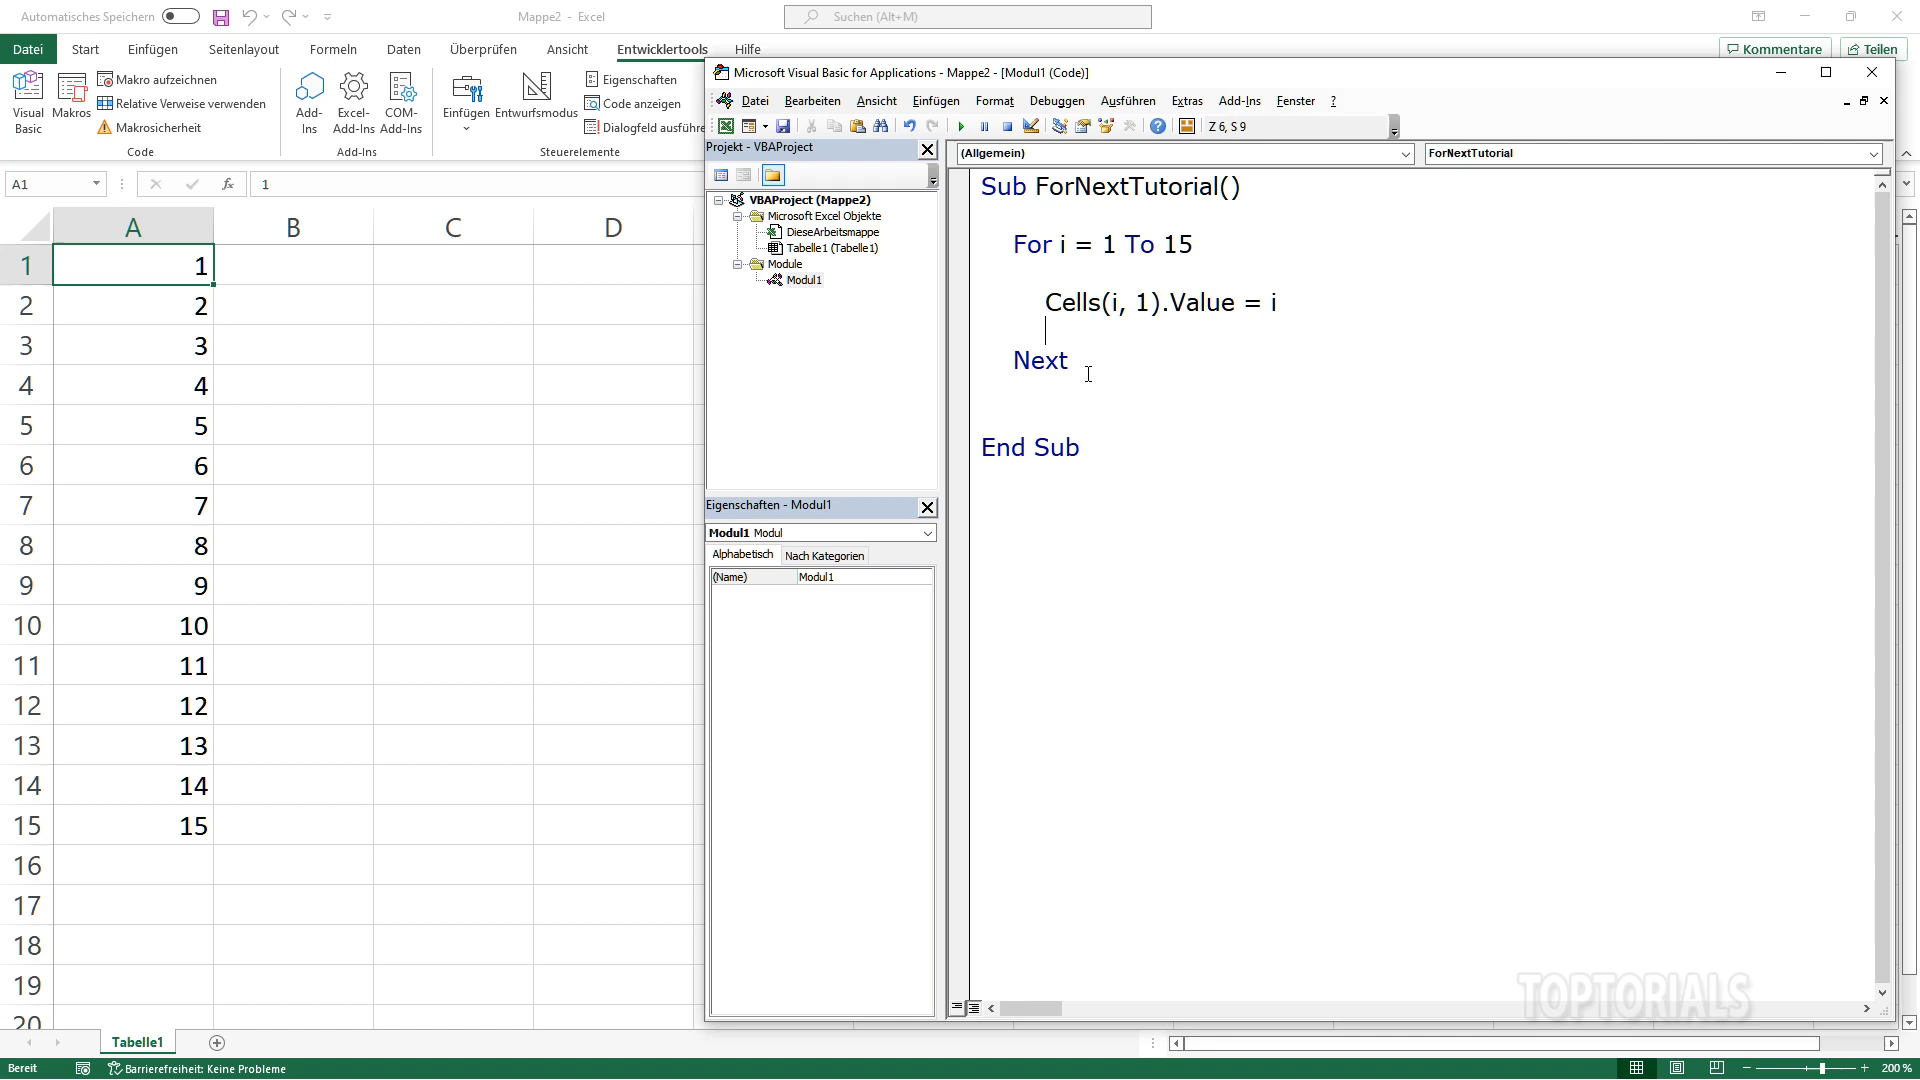 Automatisches Speichern
Mappe2 - Excel
Suchen (Alt+M)
Datei Start Einfügen Seitenlayout Formeln Daten Überprüfen Ansicht Entwicklertools Hilfe
Kommentare Teilen
Visual Basic
Makros
Makro aufzeichnen
Relative Verweise verwenden
Makrosicherheit
Code
Add-Ins
Excel-Add-Ins
COM-Add-Ins
Add-Ins
Einfügen
Entwurfsmodus
Eigenschaften
Code anzeigen
Dialogfeld ausführe
Steuerelemente
A1
fx
1
A B C D
1 1
2 2
3 3
4 4
5 5
6 6
7 7
8 8
9 9
10 10
11 11
12 12
13 13
14 14
15 15
16
17
18
19
20
Tabelle1
Bereit
Barrierefreiheit: Keine Probleme
200 %
Microsoft Visual Basic for Applications - Mappe2 - [Modul1 (Code)]
Datei Bearbeiten Ansicht Einfügen Format Debuggen Ausführen Extras Add-Ins Fenster ?
Z 6, S 9
Projekt - VBAProject
VBAProject (Mappe2)
Microsoft Excel Objekte
DieseArbeitsmappe
Tabelle1 (Tabelle1)
Module
Modul1
Eigenschaften - Modul1
Modul1 Modul
Alphabetisch Nach Kategorien
(Name) Modul1
(Allgemein) ForNextTutorial
Sub ForNextTutorial()
For i = 1 To 15
Cells(i, 1).Value = i
Next
End Sub
TOPTORIALS